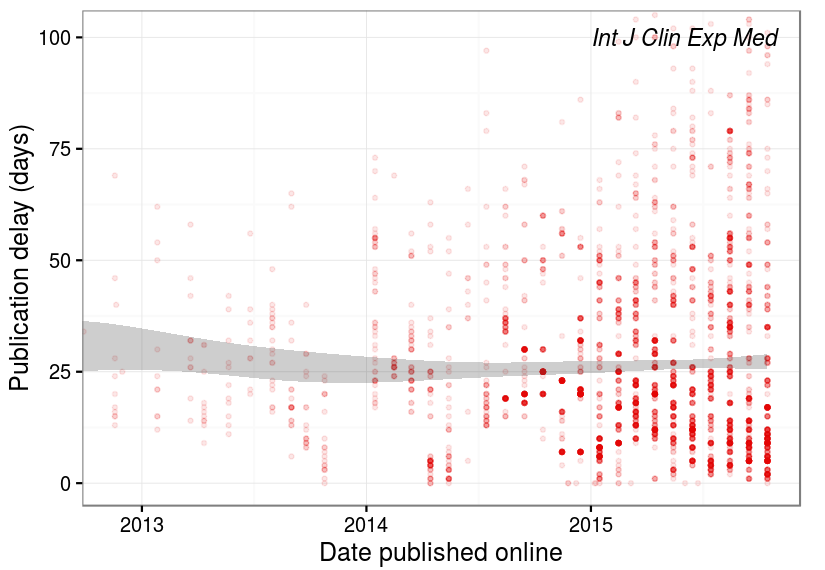 Int J Clin Exp Med
Publication delay (days)
100
75
50
25
0
2013 2014 2015
Date published online